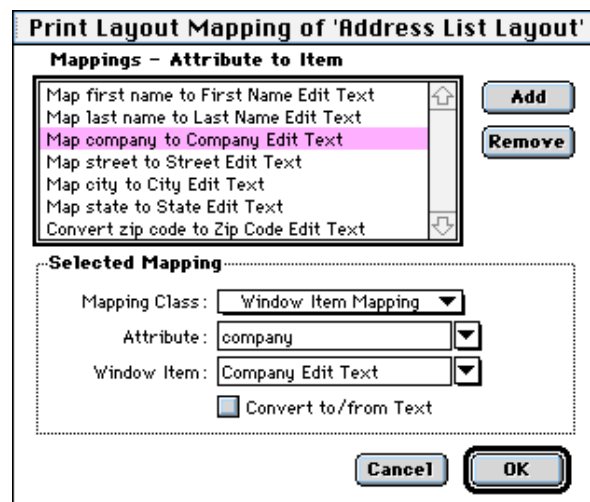 Print Layout Mapping of 'Address List Layout'
Mappings - Attribute to Item
Map first name to First Name Edit Text
Map last name to Last Name Edit Text
Map company to Company Edit Text
Map street to Street Edit Text
Map city to City Edit Text
Map state to State Edit Text
Convert zip code to Zip Code Edit Text
Add
Remove
Selected Mapping
Mapping Class: Window Item Mapping
Attribute: company
Window Item: Company Edit Text
Convert to/from Text
Cancel OK